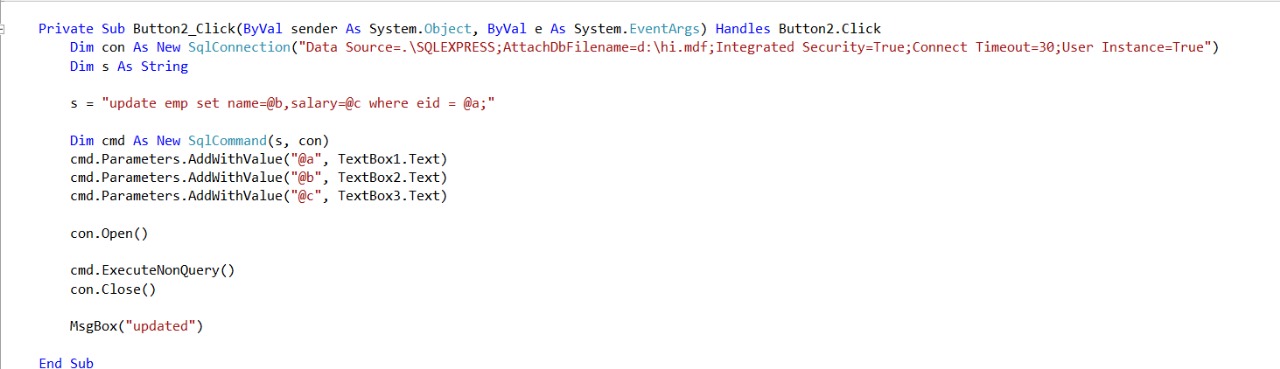 Private Sub Button2_Click(ByVal sender As System.Object, ByVal e As System.EventArgs) Handles Button2.Click
Dim con As New SqlConnection("Data Source=.\SQLEXPRESS;AttachDbFilename=d:\hi.mdf;Integrated Security=True;Connect Timeout=30;User Instance=True")
Dim s As String
s = "update emp set name=@b,salary=@c where eid = @a;"
Dim cmd As New SqlCommand(s, con)
cmd.Parameters.AddWithValue("@a", TextBox1.Text)
cmd.Parameters.AddWithValue("@b", TextBox2.Text)
cmd.Parameters.AddWithValue("@c", TextBox3.Text)
con.Open()
cmd.ExecuteNonQuery()
con.Close()
MsgBox("updated")
End Sub